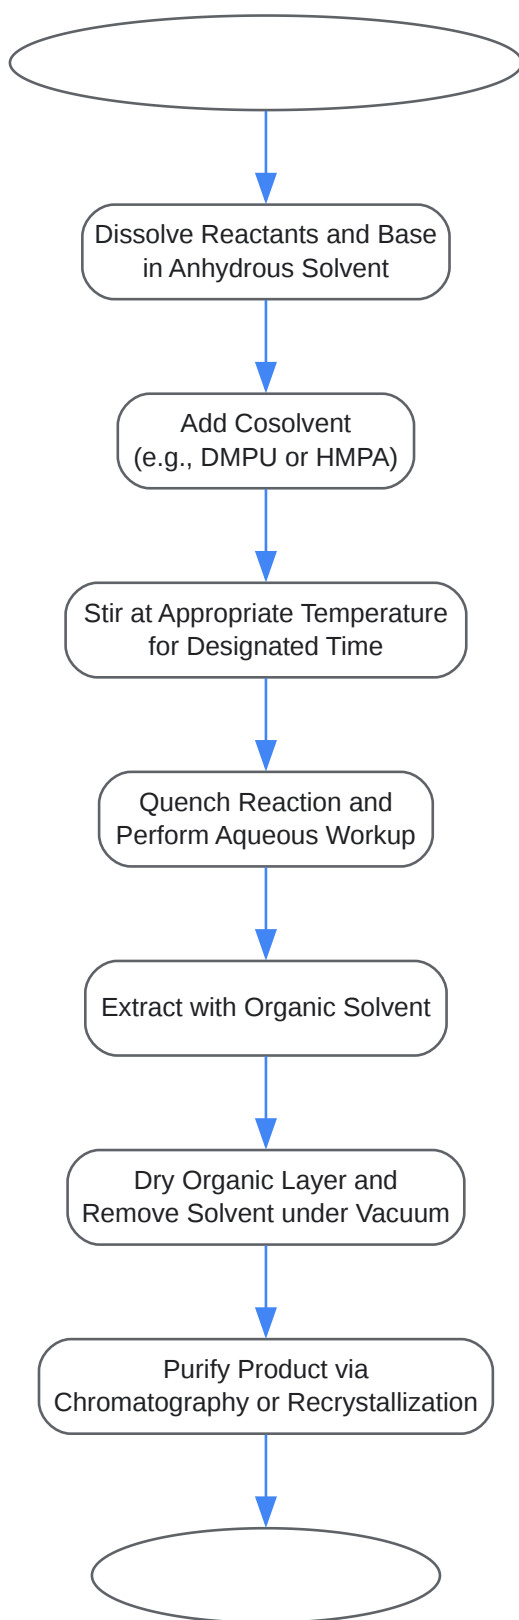 Dissolve Reactants and Base
in Anhydrous Solvent
Add Cosolvent
(e.g., DMPU or HMPA)
Stir at Appropriate Temperature
for Designated Time
Quench Reaction and
Perform Aqueous Workup
Extract with Organic Solvent
Dry Organic Layer and
Remove Solvent under Vacuum
Purify Product via
Chromatography or Recrystallization